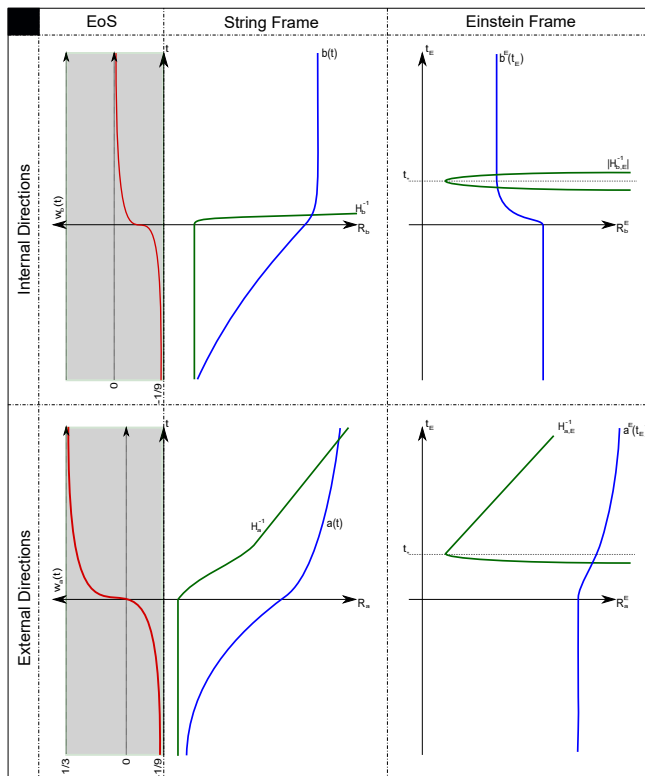 EoS
String Frame
Einstein Frame
Internal Directions
w_b(t)
t
0
-1/9
b(t)
H_b^-1
R_b
t_E
b^E(t_E)
|H_b,E^-1|
t_*
R_b^E
External Directions
w_a(t)
t
1/3
0
-1/9
H_a^-1
a(t)
R_a
t_E
H_a,E^-1
a^E(t_E
t_*
R_a^E